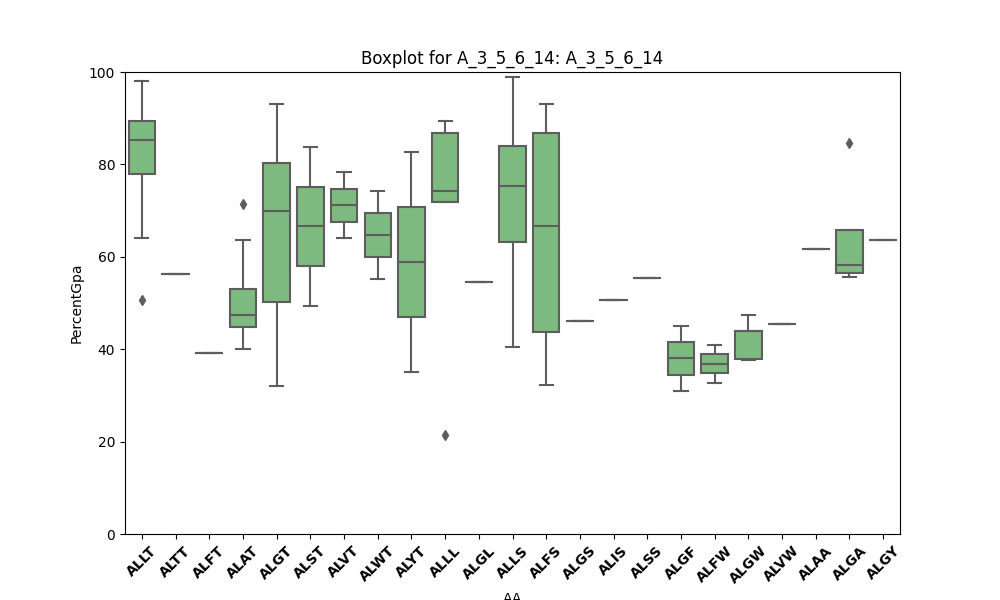 Boxplot for A_3_5_6_14: A_3_5_6_14
PercentGpa
100
80
60
40
20
0
ALLT ALTT ALFT ALAT ALGT ALST ALVT ALWT ALYT ALLL ALGL ALLS ALFS ALGS ALIS ALSS ALGF ALFW ALGW ALVW ALAA ALGA ALGY
AA